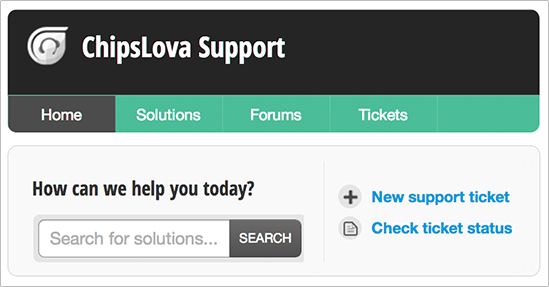 ChipsLova Support
Home Solutions Forums Tickets
How can we help you today?
Search for solutions... SEARCH
New support ticket
Check ticket status